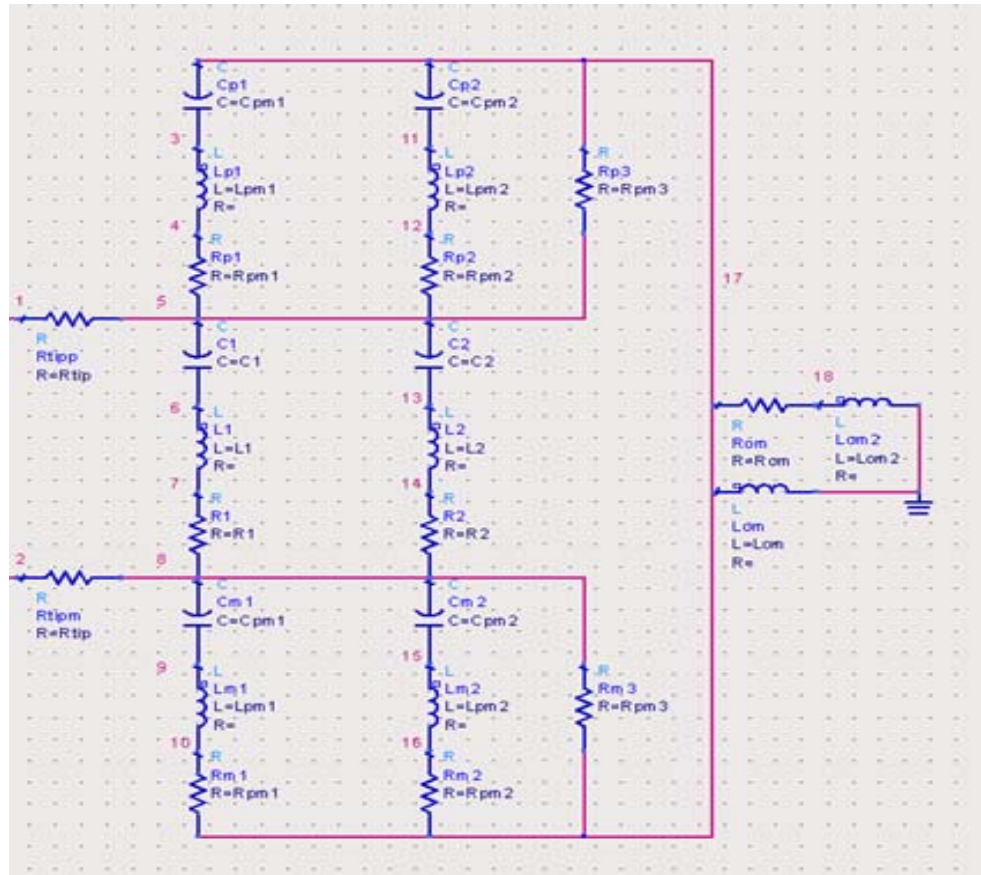 C
Cp1
C=Cpm1
C
Cp2
C=Cpm2
3
L
Lp1
L=Lpm1
R=
11
L
Lp2
L=Lpm2
R=
R
Rp3
R=Rpm3
4
R
Rp1
R=Rpm1
12
R
Rp2
R=Rpm2
17
1
R
Rtipp
R=Rtip
5
C
C1
C=C1
C
C2
C=C2
6
L
L1
L=L1
R=
13
L
L2
L=L2
R=
18
R
Rom
R=Rom
L
Lom2
L=Lom2
R=
7
R
R1
R=R1
14
R
R2
R=R2
L
Lom
L=Lom
R=
2
R
Rtipm
R=Rtip
8
C
Cm1
C=Cpm1
C
Cm2
C=Cpm2
9
L
Lm1
L=Lpm1
R=
15
L
Lm2
L=Lpm2
R=
R
Rm3
R=Rpm3
10
R
Rm1
R=Rpm1
16
R
Rm2
R=Rpm2